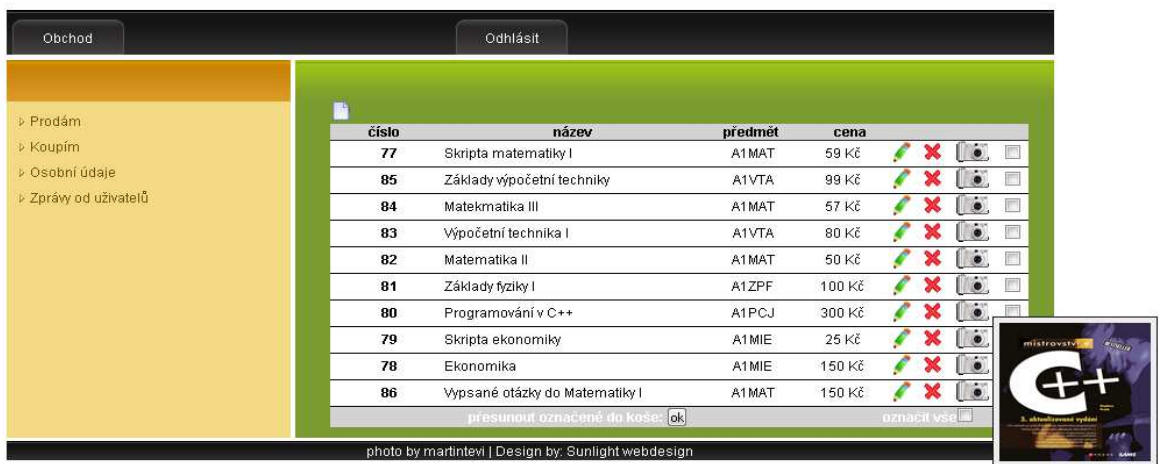 Obchod Odhlásit
Prodám
Koupím
Osobní údaje
Zprávy od uživatelů
číslo název předmět cena
77 Skripta matematiky I A1MAT 59 Kč
85 Základy výpočetní techniky A1VTA 99 Kč
84 Matekmatika III A1MAT 57 Kč
83 Výpočetní technika I A1VTA 80 Kč
82 Matematika II A1MAT 50 Kč
81 Základy fyziky I A1ZPF 100 Kč
80 Programování v C++ A1PCJ 300 Kč
79 Skripta ekonomiky A1MIE 25 Kč
78 Ekonomika A1MIE 150 Kč
86 Vypsané otázky do Matematiky I A1MAT 150 Kč
přesunout označené do koše: ok označit vše
mistrovství v
C++
3. aktualizované vydání
SAMS
photo by martintevi | Design by: Sunlight webdesign